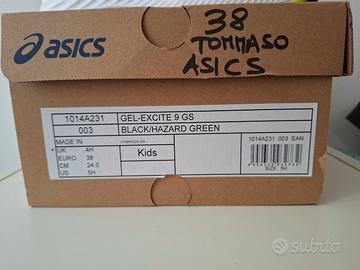 asics
38
TOMMASO
ASICS
1014A231
GEL-EXCITE 9 GS
003
BLACK/HAZARD GREEN
MADE IN
Kids
UK 4H
EURO 38
CM 24.0
US 5H
1014A231 003 EAN
SIZE 5H
subito